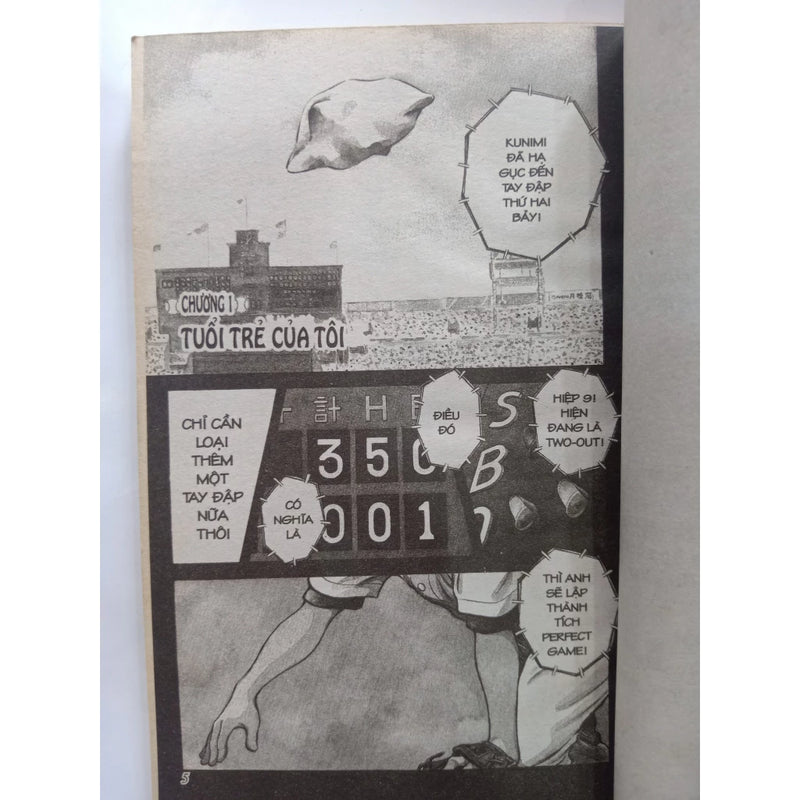 KUNIMI
ĐÃ HẠ
GỤC ĐẾN
TAY ĐẬP
THỨ HAI
BẢY!
CHƯƠNG 1
TUỔI TRẺ CỦA TÔI
HIỆP 9!
HIỆN
ĐANG LÀ
TWO-OUT!
ĐIỀU
ĐÓ
CÓ
NGHĨA
LÀ
CHỈ CẦN
LOẠI
THÊM
MỘT
TAY ĐẬP
NỮA
THÔI
計 H
S
B
3 5 0
0 0 1
THÌ ANH
SẼ LẬP
THÀNH
TÍCH
PERFECT
GAME!
5